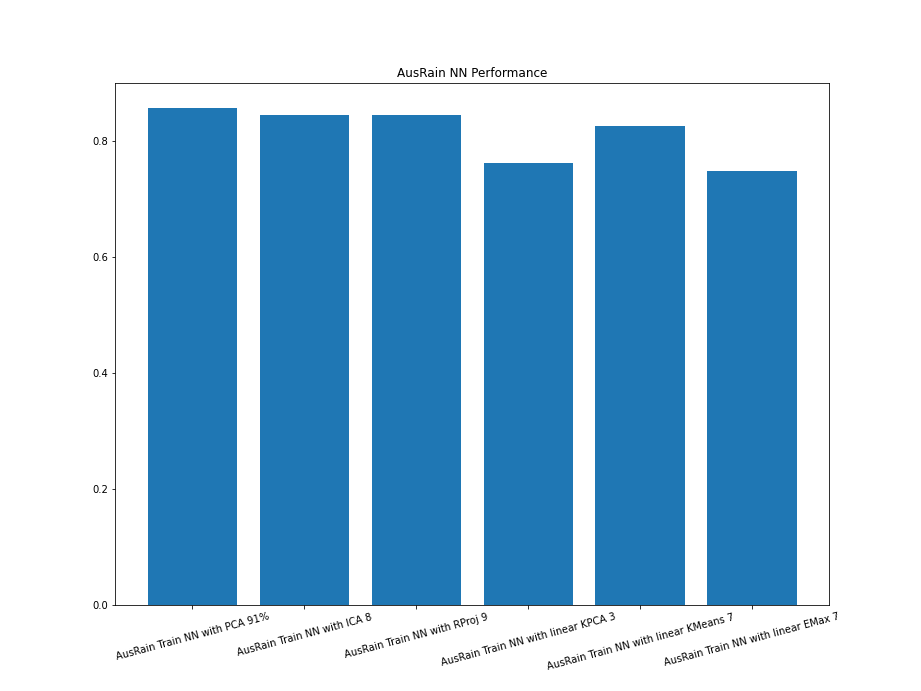 AusRain NN Performance
0.8
0.6
0.4
0.2
0.0
AusRain Train NN with PCA 91%
AusRain Train NN with ICA 8
AusRain Train NN with RProj 9
AusRain Train NN with linear KPCA 3
AusRain Train NN with linear KMeans 7
AusRain Train NN with linear EMax 7